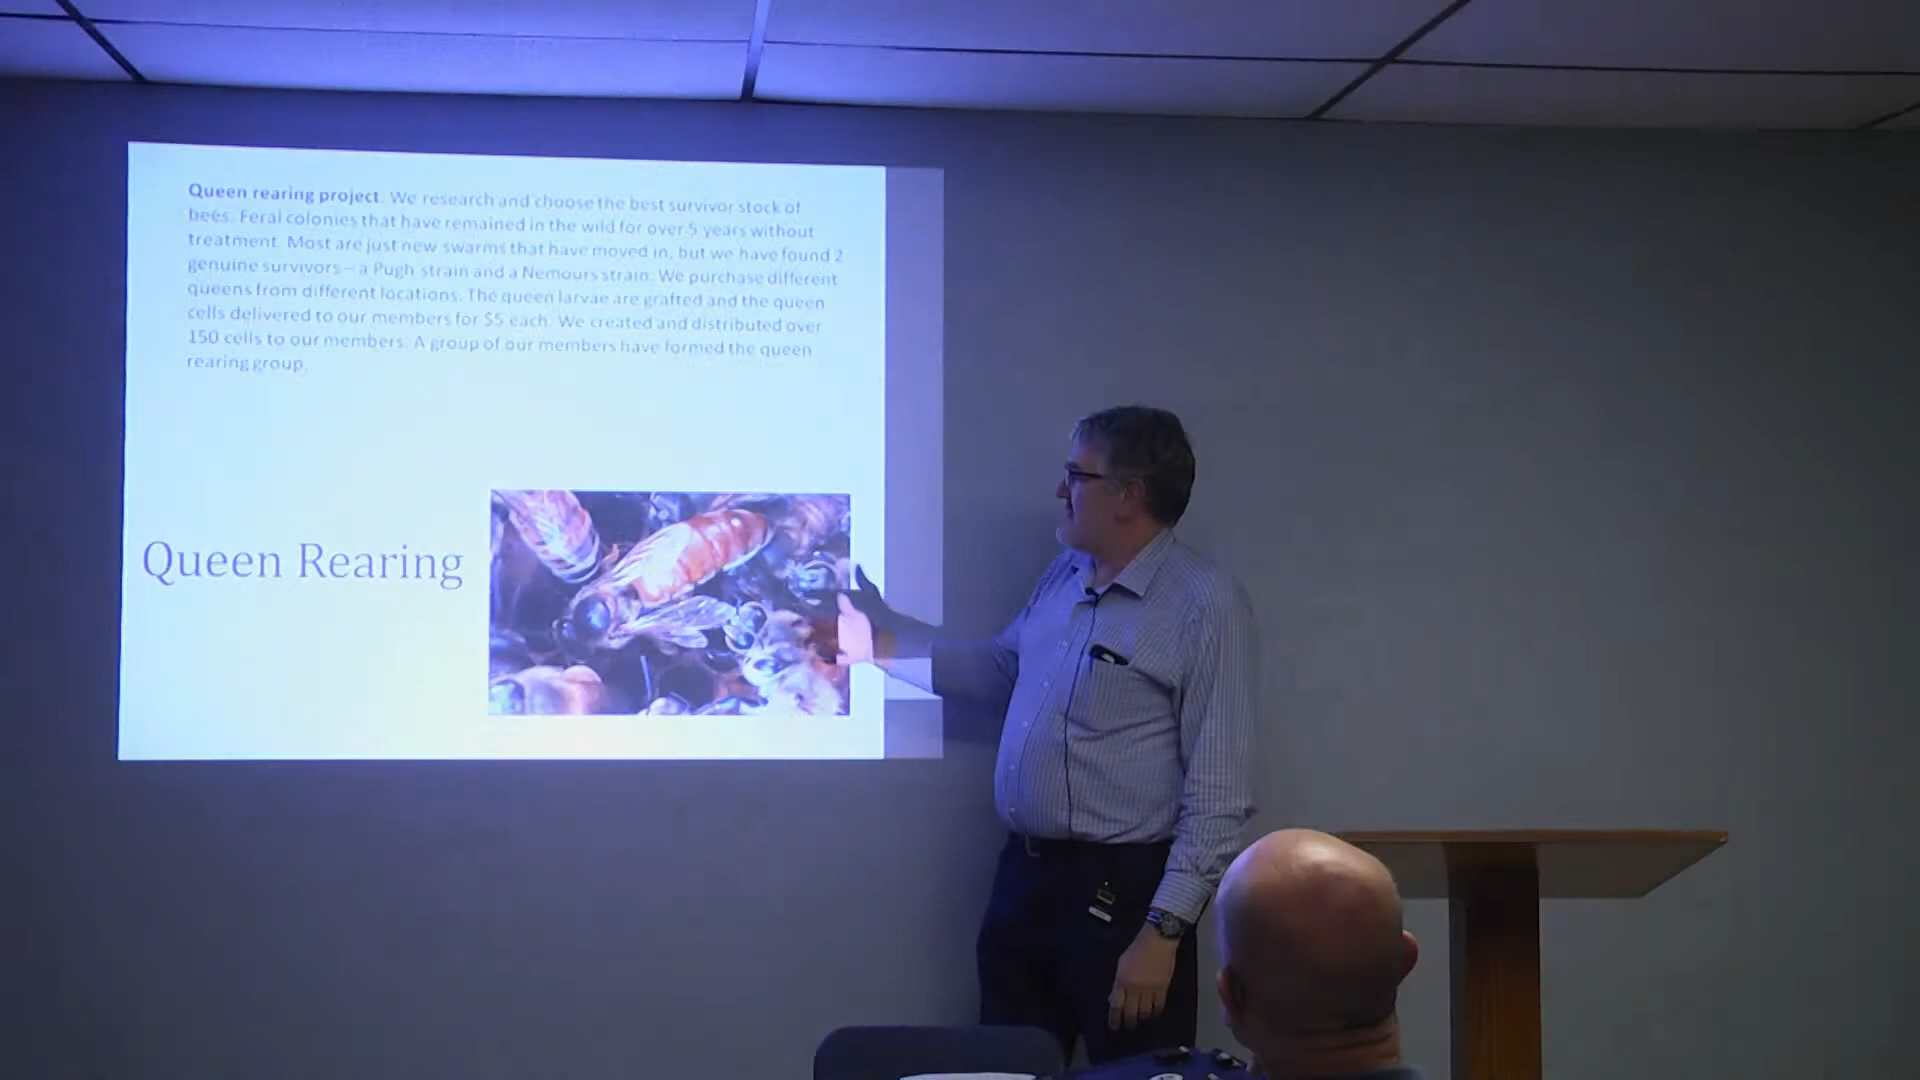 Queen rearing project. We research and choose the best survivor stock of
bees. Feral colonies that have remained in the wild for over 5 years without
treatment. Most are just new swarms that have moved in, but we have found 2
genuine survivors – a Pugh strain and a Nemours strain. We purchase different
queens from different locations. The queen larvae are grafted and the queen
cells delivered to our members for $5 each. We created and distributed over
150 cells to our members. A group of our members have formed the queen
rearing group.
Queen Rearing